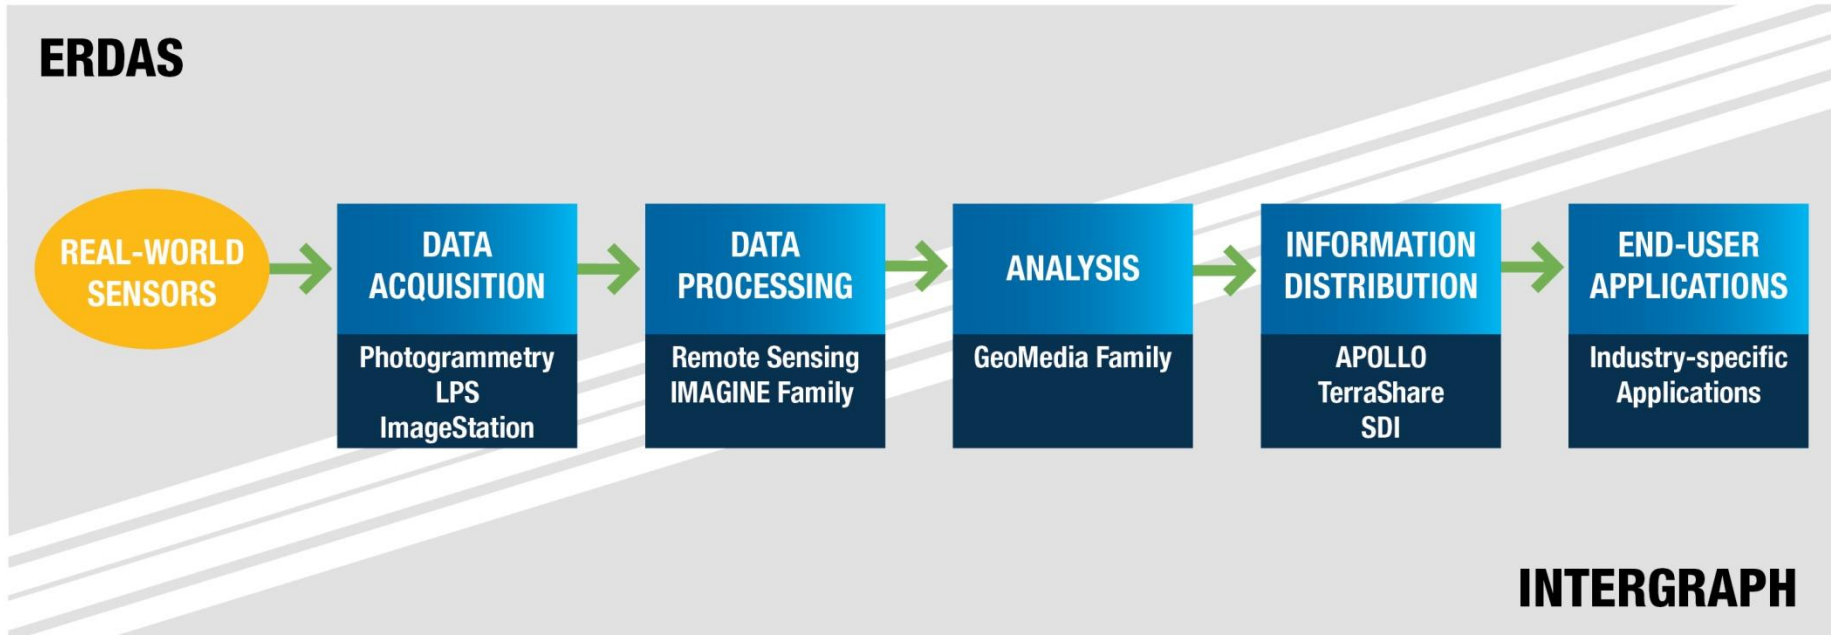 ERDAS
REAL-WORLD
SENSORS
DATA
ACQUISITION
Photogrammetry
LPS
ImageStation
DATA
PROCESSING
Remote Sensing
IMAGINE Family
ANALYSIS
GeoMedia Family
INFORMATION
DISTRIBUTION
APOLLO
TerraShare
SDI
END-USER
APPLICATIONS
Industry-specific
Applications
INTERGRAPH